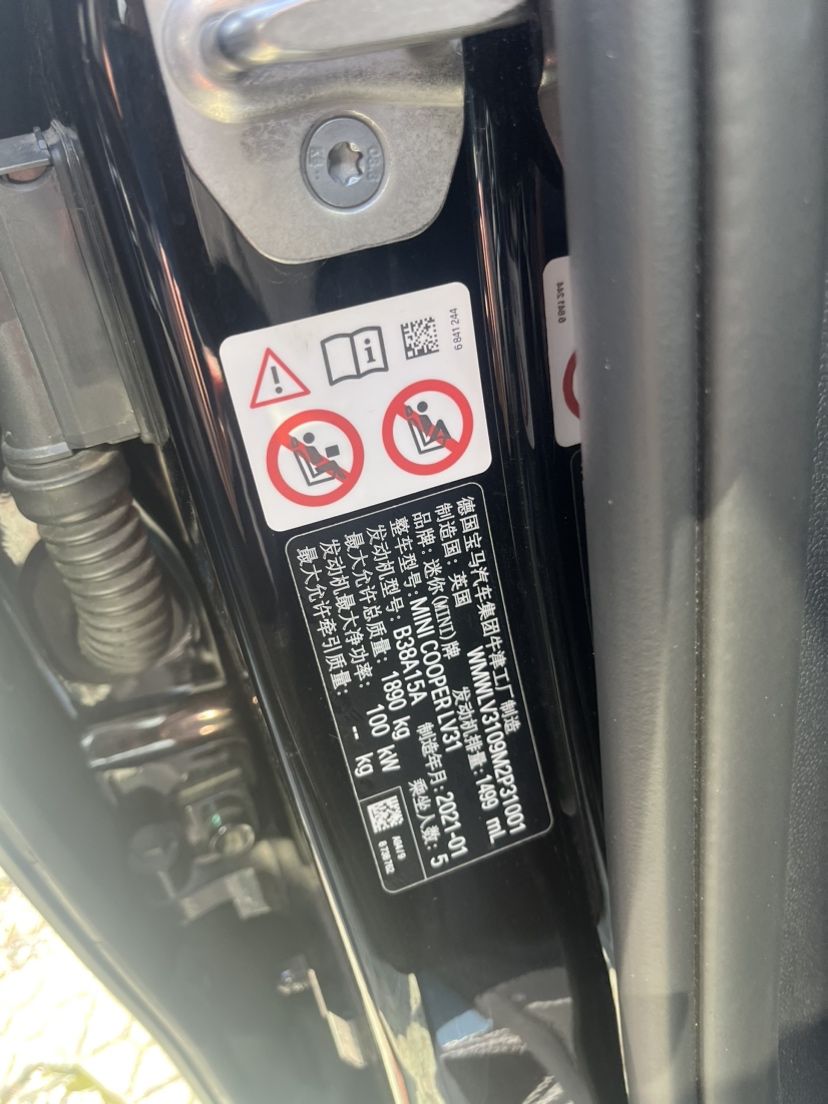 6 841 244
德国宝马汽车集团牛津工厂制造
制造国：英国 WMWLV3109M2P31001
品牌：迷你(MINI)牌 发动机排量：1499 mL
整车型号：MINI COOPER LV31
发动机型号：B38A15A 制造年月：2021-01
最大允许总质量：1890 kg 乘坐人数：5
发动机最大净功率：100 kW
最大允许牵引质量：-- kg